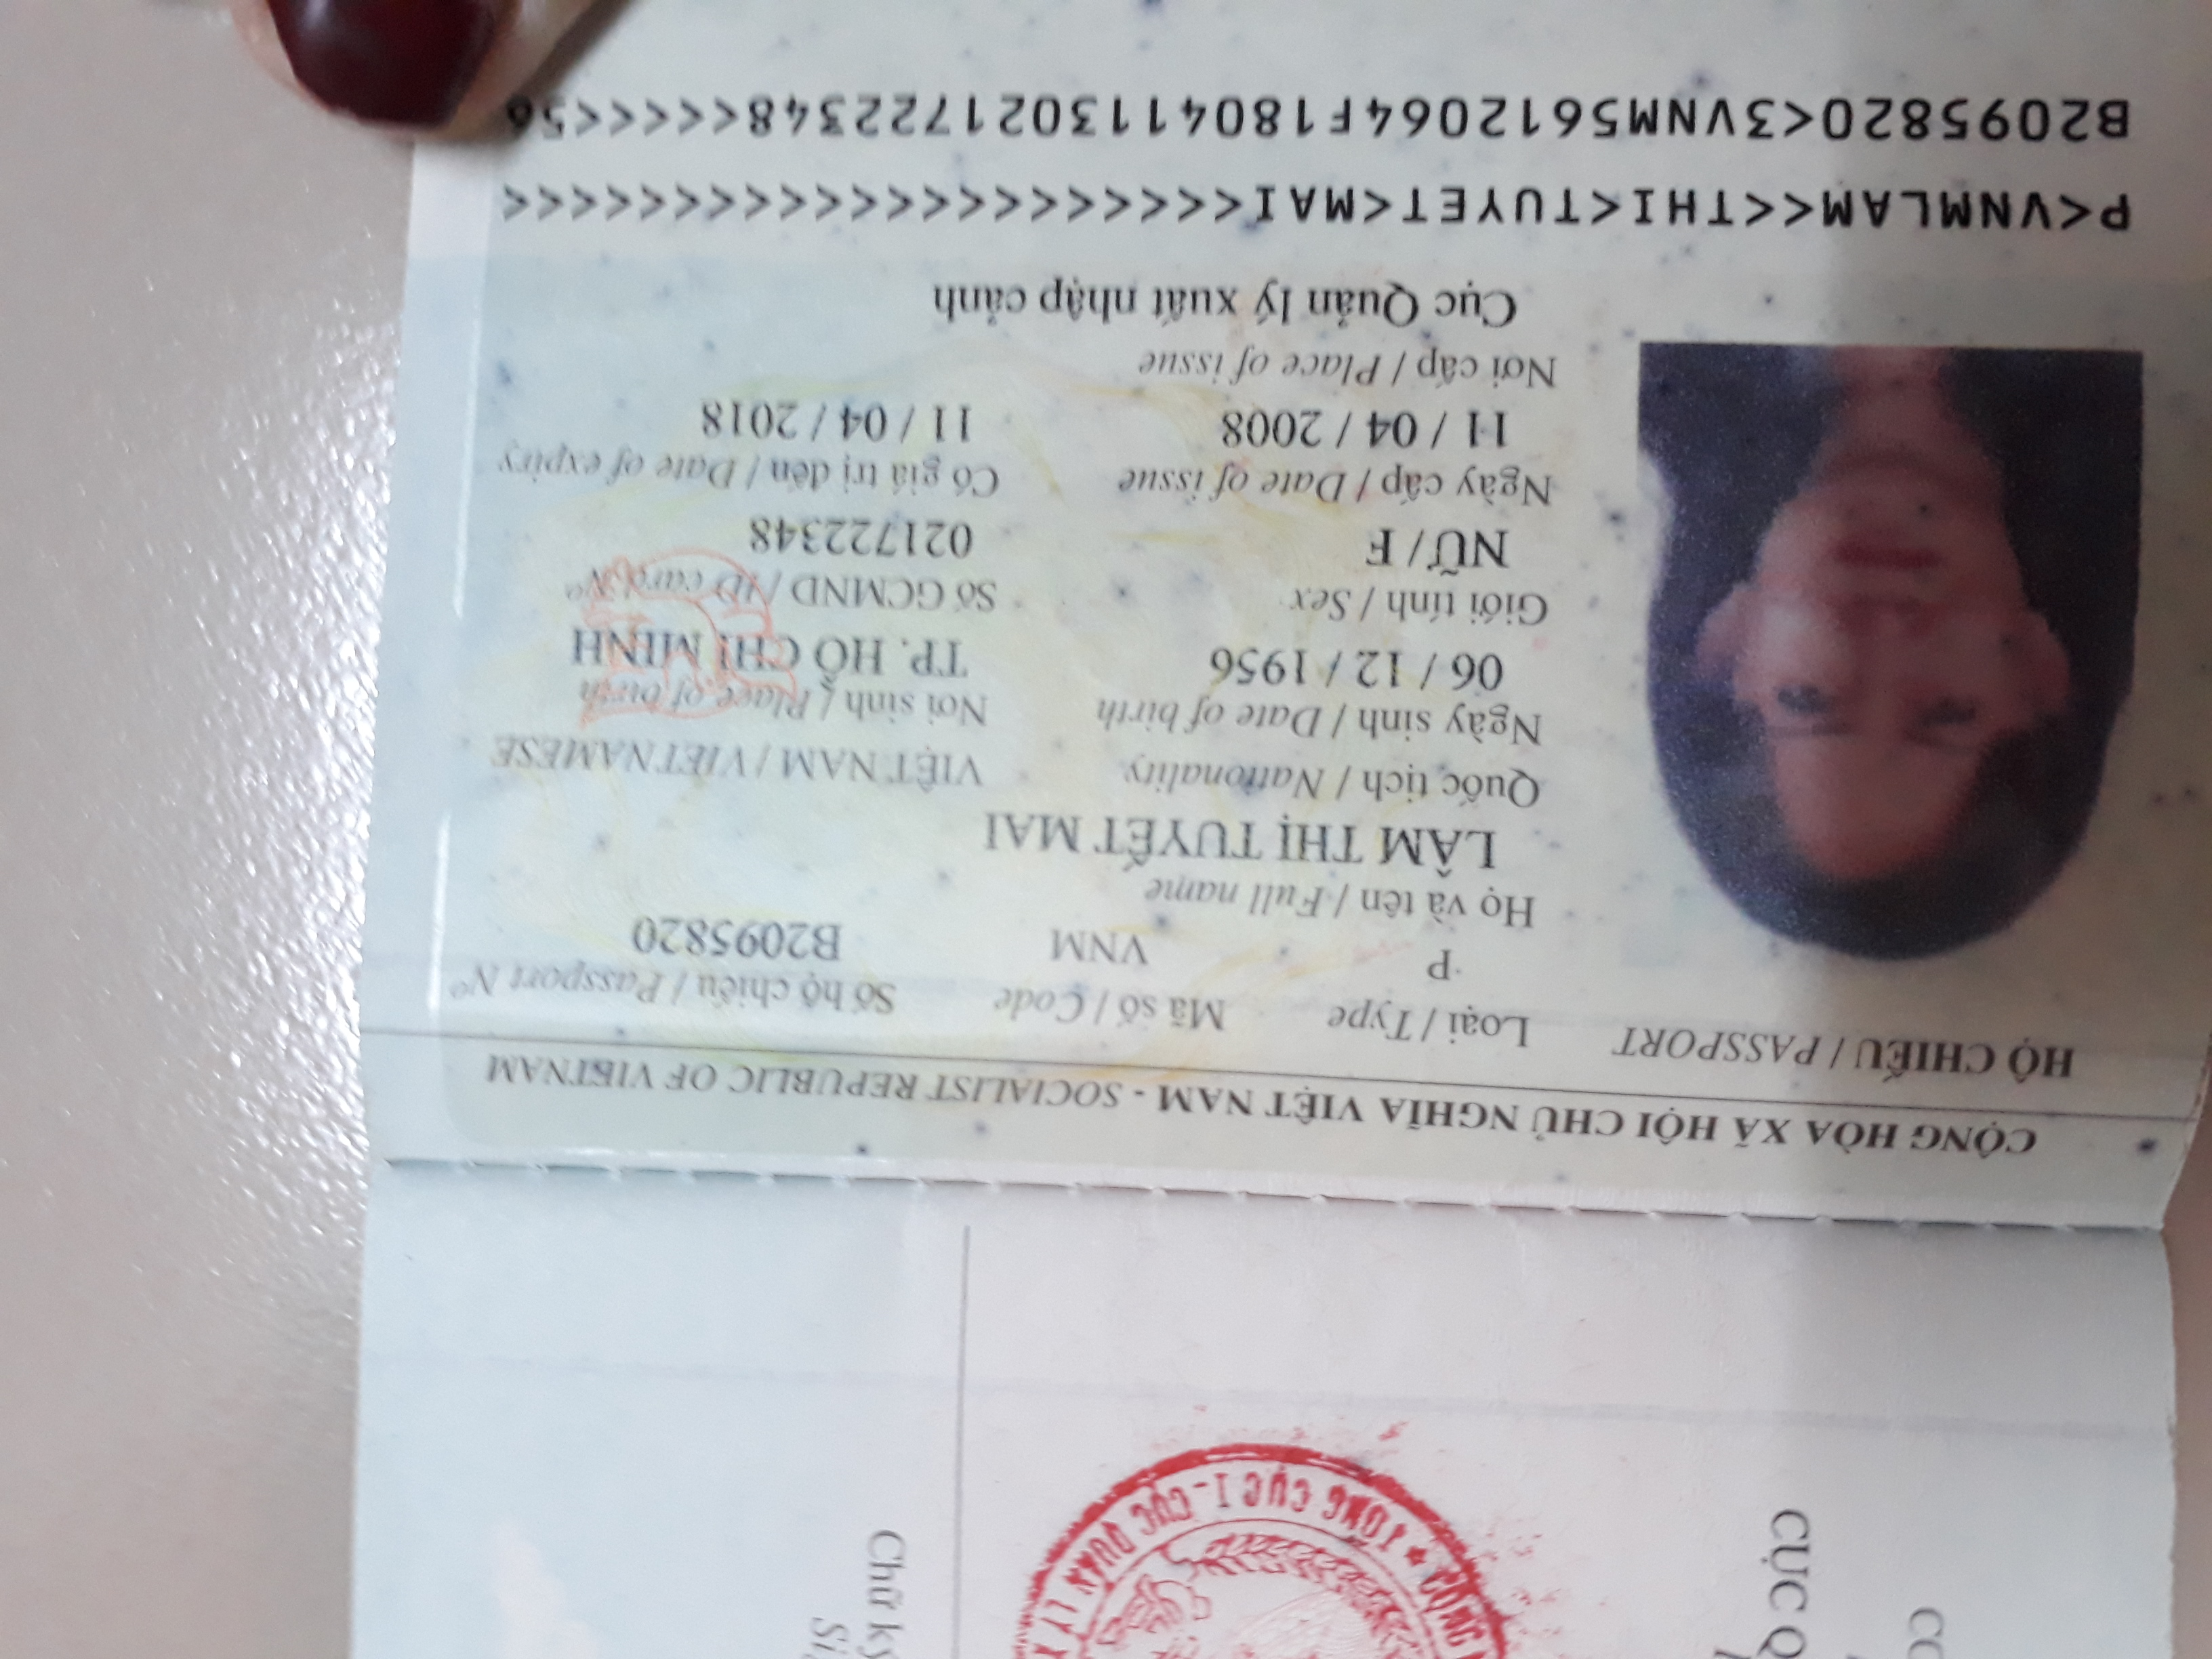 CỤC Q
TỔNG CỤC I - CỤC QUẢN LÝ X
Chữ ký
CỘNG HÒA XÃ HỘI CHỦ NGHĨA VIỆT NAM - SOCIALIST REPUBLIC OF VIETNAM
HỘ CHIẾU / PASSPORT
Loại / Type
Mã số / Code
Số hộ chiếu / Passport Nº
P
VNM
B2095820
Họ và tên / Full name
LÂM THỊ TUYẾT MAI
Quốc tịch / Nationality
VIỆT NAM / VIETNAMESE
Ngày sinh / Date of birth
Nơi sinh / Place of birth
06 / 12 / 1956
TP. HỒ CHÍ MINH
Giới tính / Sex
Số GCMND / ID card Nº
NỮ / F
021722348
Ngày cấp / Date of issue
Có giá trị đến / Date of expiry
11 / 04 / 2008
11 / 04 / 2018
Nơi cấp / Place of issue
Cục Quản lý xuất nhập cảnh
P<VNMLAM<<THI<TUYET<MAI<<<<<<<<<<<<<<<<<<<<<
B2095820<3VNM5612064F1804113021722348<<<<<56